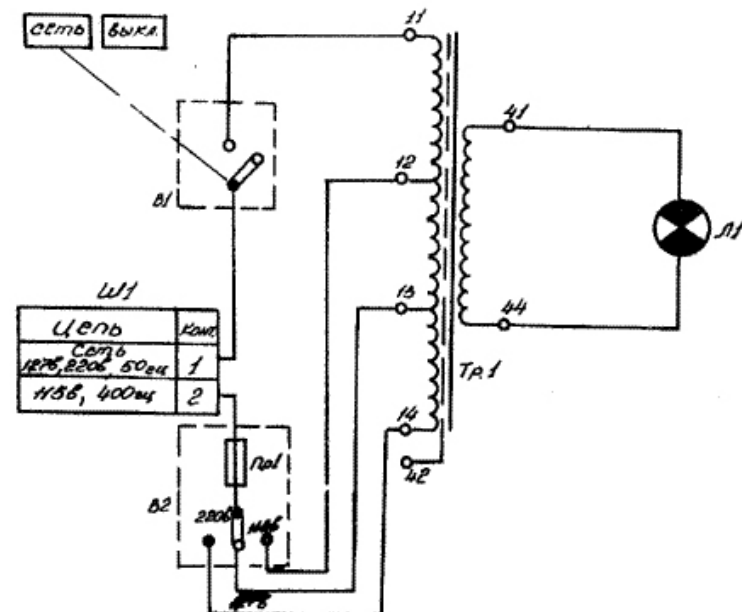 сеть
выкл.
11
12
В1
41
Л1
Ш1
13
44
Цепь
Конт.
Сеть
127в, 220в, 50гц
1
115в, 400гц
2
Тр.1
14
42
Пр1
В2
220в
115в
127в